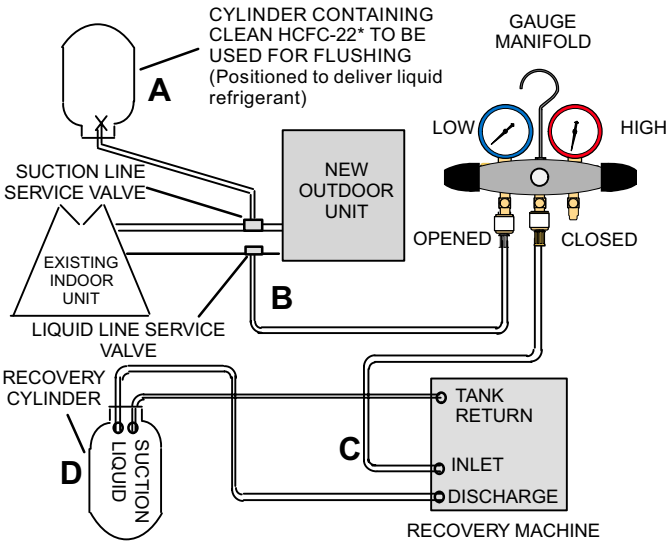 CYLINDER CONTAINING
CLEAN HCFC-22* TO BE
USED FOR FLUSHING
(Positioned to deliver liquid
refrigerant)
A
GAUGE
MANIFOLD
LOW
HIGH
SUCTION LINE
SERVICE VALVE
NEW
OUTDOOR
UNIT
OPENED
CLOSED
EXISTING
INDOOR
UNIT
B
LIQUID LINE SERVICE
VALVE
RECOVERY
CYLINDER
TANK
RETURN
C
D
LIQUID
SUCTION
INLET
DISCHARGE
RECOVERY MACHINE